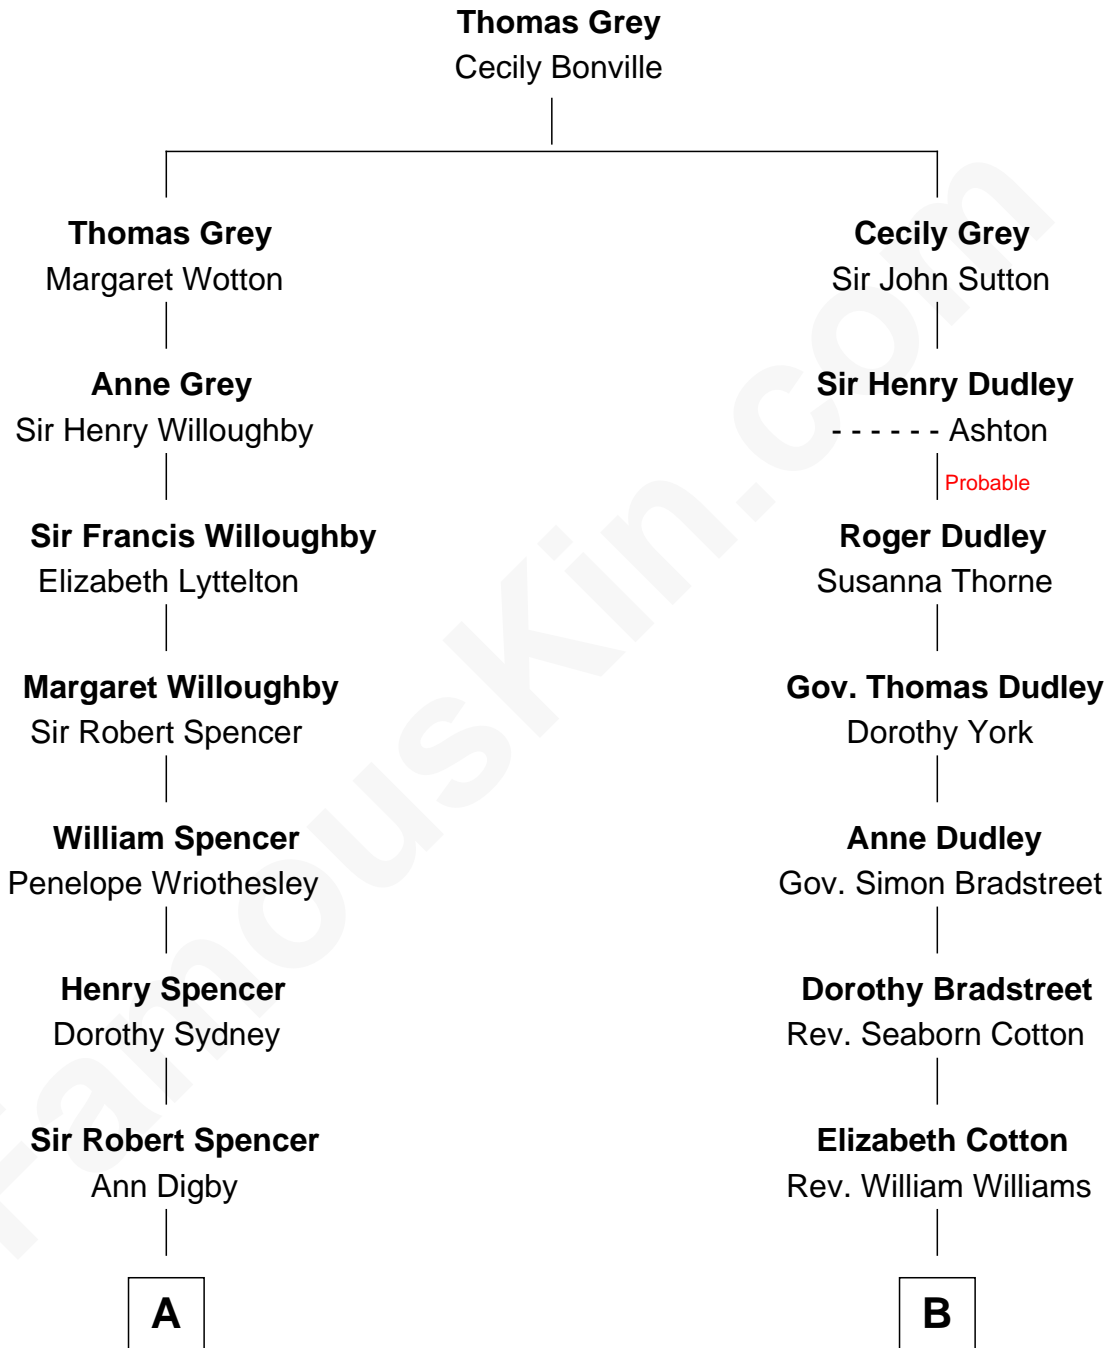 Thomas Grey
Cecily Bonville
Thomas Grey
Margaret Wotton
Anne Grey
Sir Henry Willoughby
Sir Francis Willoughby
Elizabeth Lyttelton
Margaret Willoughby
Sir Robert Spencer
William Spencer
Penelope Wriothesley
Henry Spencer
Dorothy Sydney
Sir Robert Spencer
Ann Digby
A
Cecily Grey
Sir John Sutton
Sir Henry Dudley
- - - - - - Ashton
Probable
Roger Dudley
Susanna Thorne
Gov. Thomas Dudley
Dorothy York
Anne Dudley
Gov. Simon Bradstreet
Dorothy Bradstreet
Rev. Seaborn Cotton
Elizabeth Cotton
Rev. William Williams
B
FamousKin.com